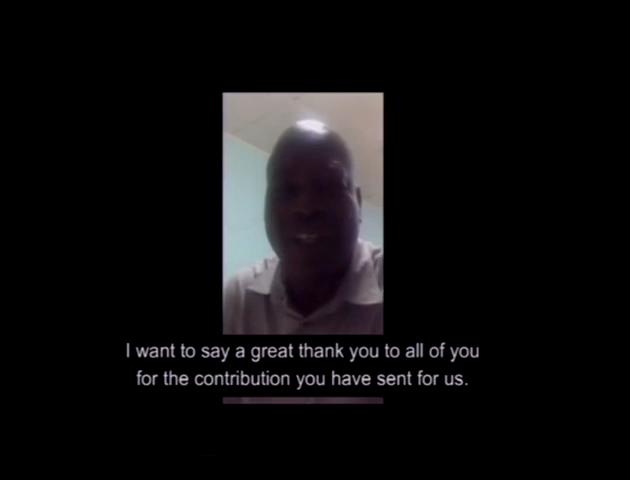 I want to say a great thank you to all of you
for the contribution you have sent for us.